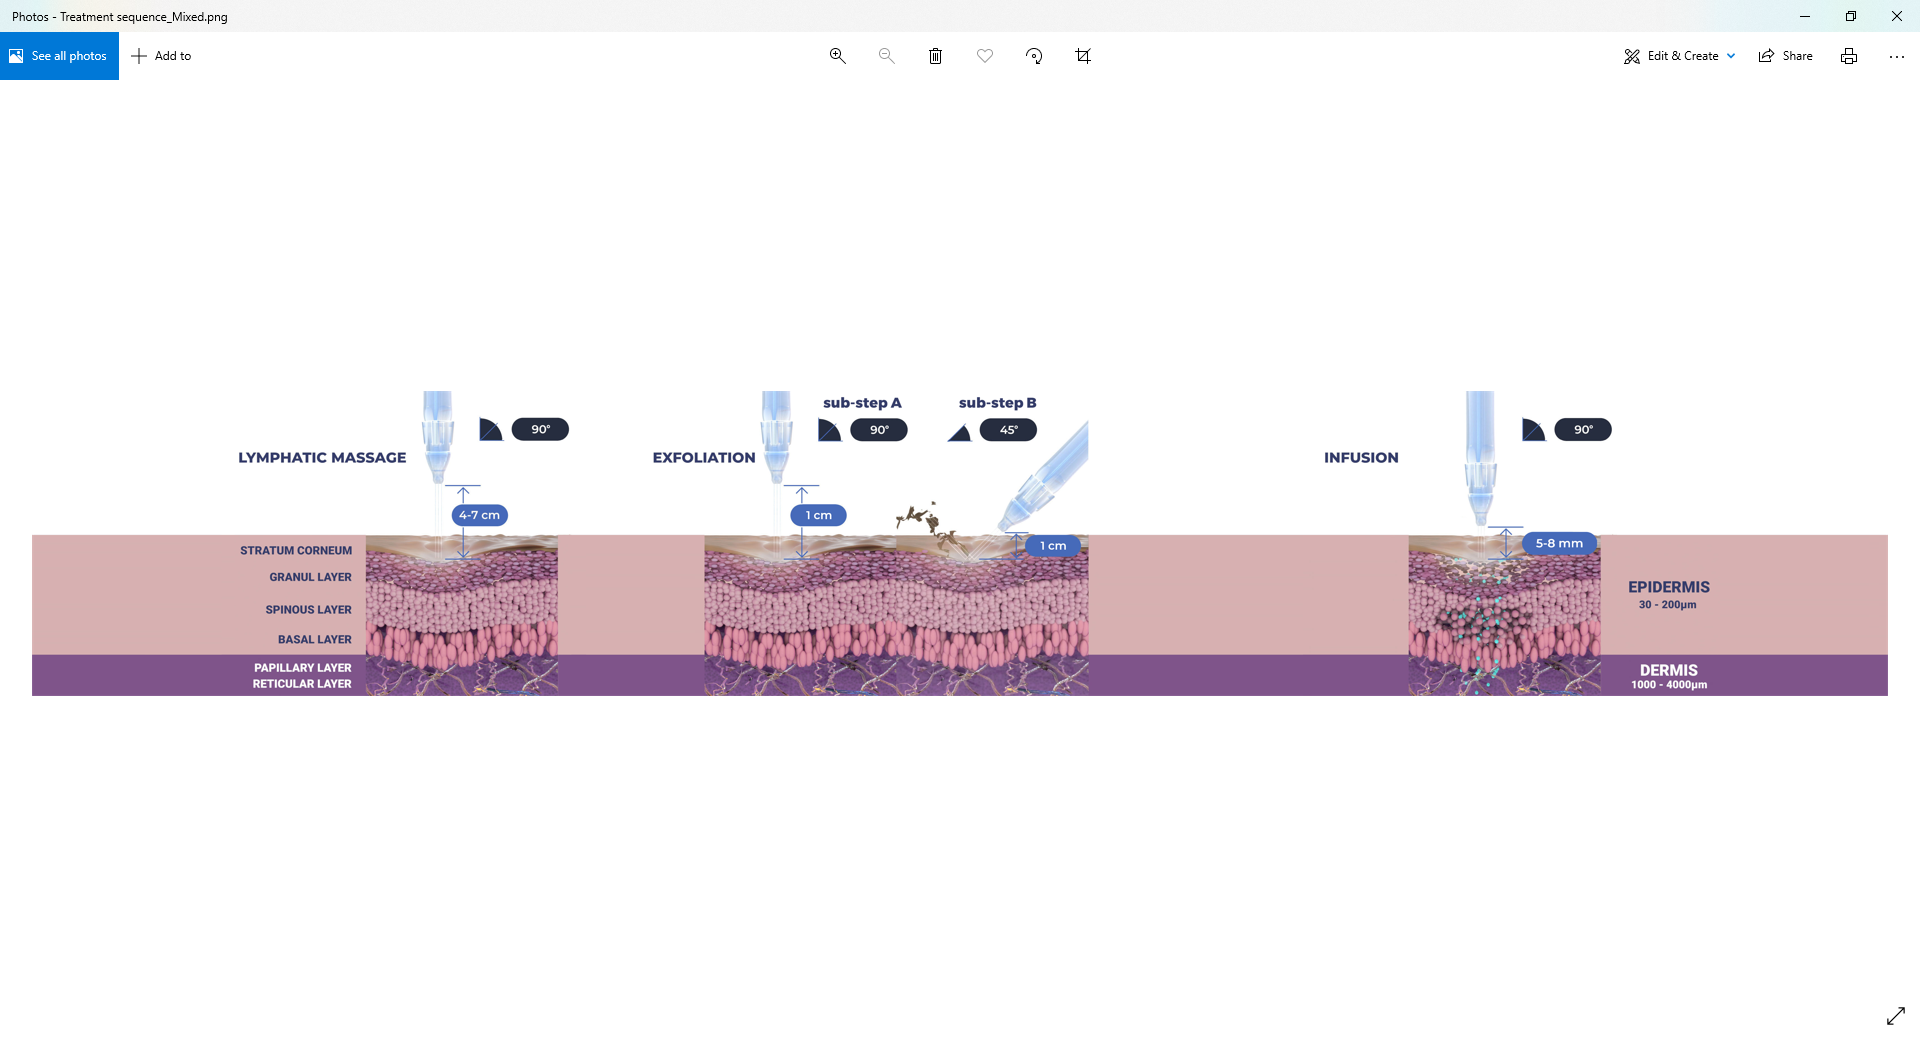 Photos - Treatment sequence_Mixed.png
See all photos
Add to
Edit & Create
Share
LYMPHATIC MASSAGE
90°
4-7 cm
EXFOLIATION
sub-step A
90°
1 cm
sub-step B
45°
1 cm
INFUSION
90°
5-8 mm
STRATUM CORNEUM
GRANUL LAYER
SPINOUS LAYER
BASAL LAYER
PAPILLARY LAYER
RETICULAR LAYER
EPIDERMIS
30 - 200µm
DERMIS
1000 - 4000µm